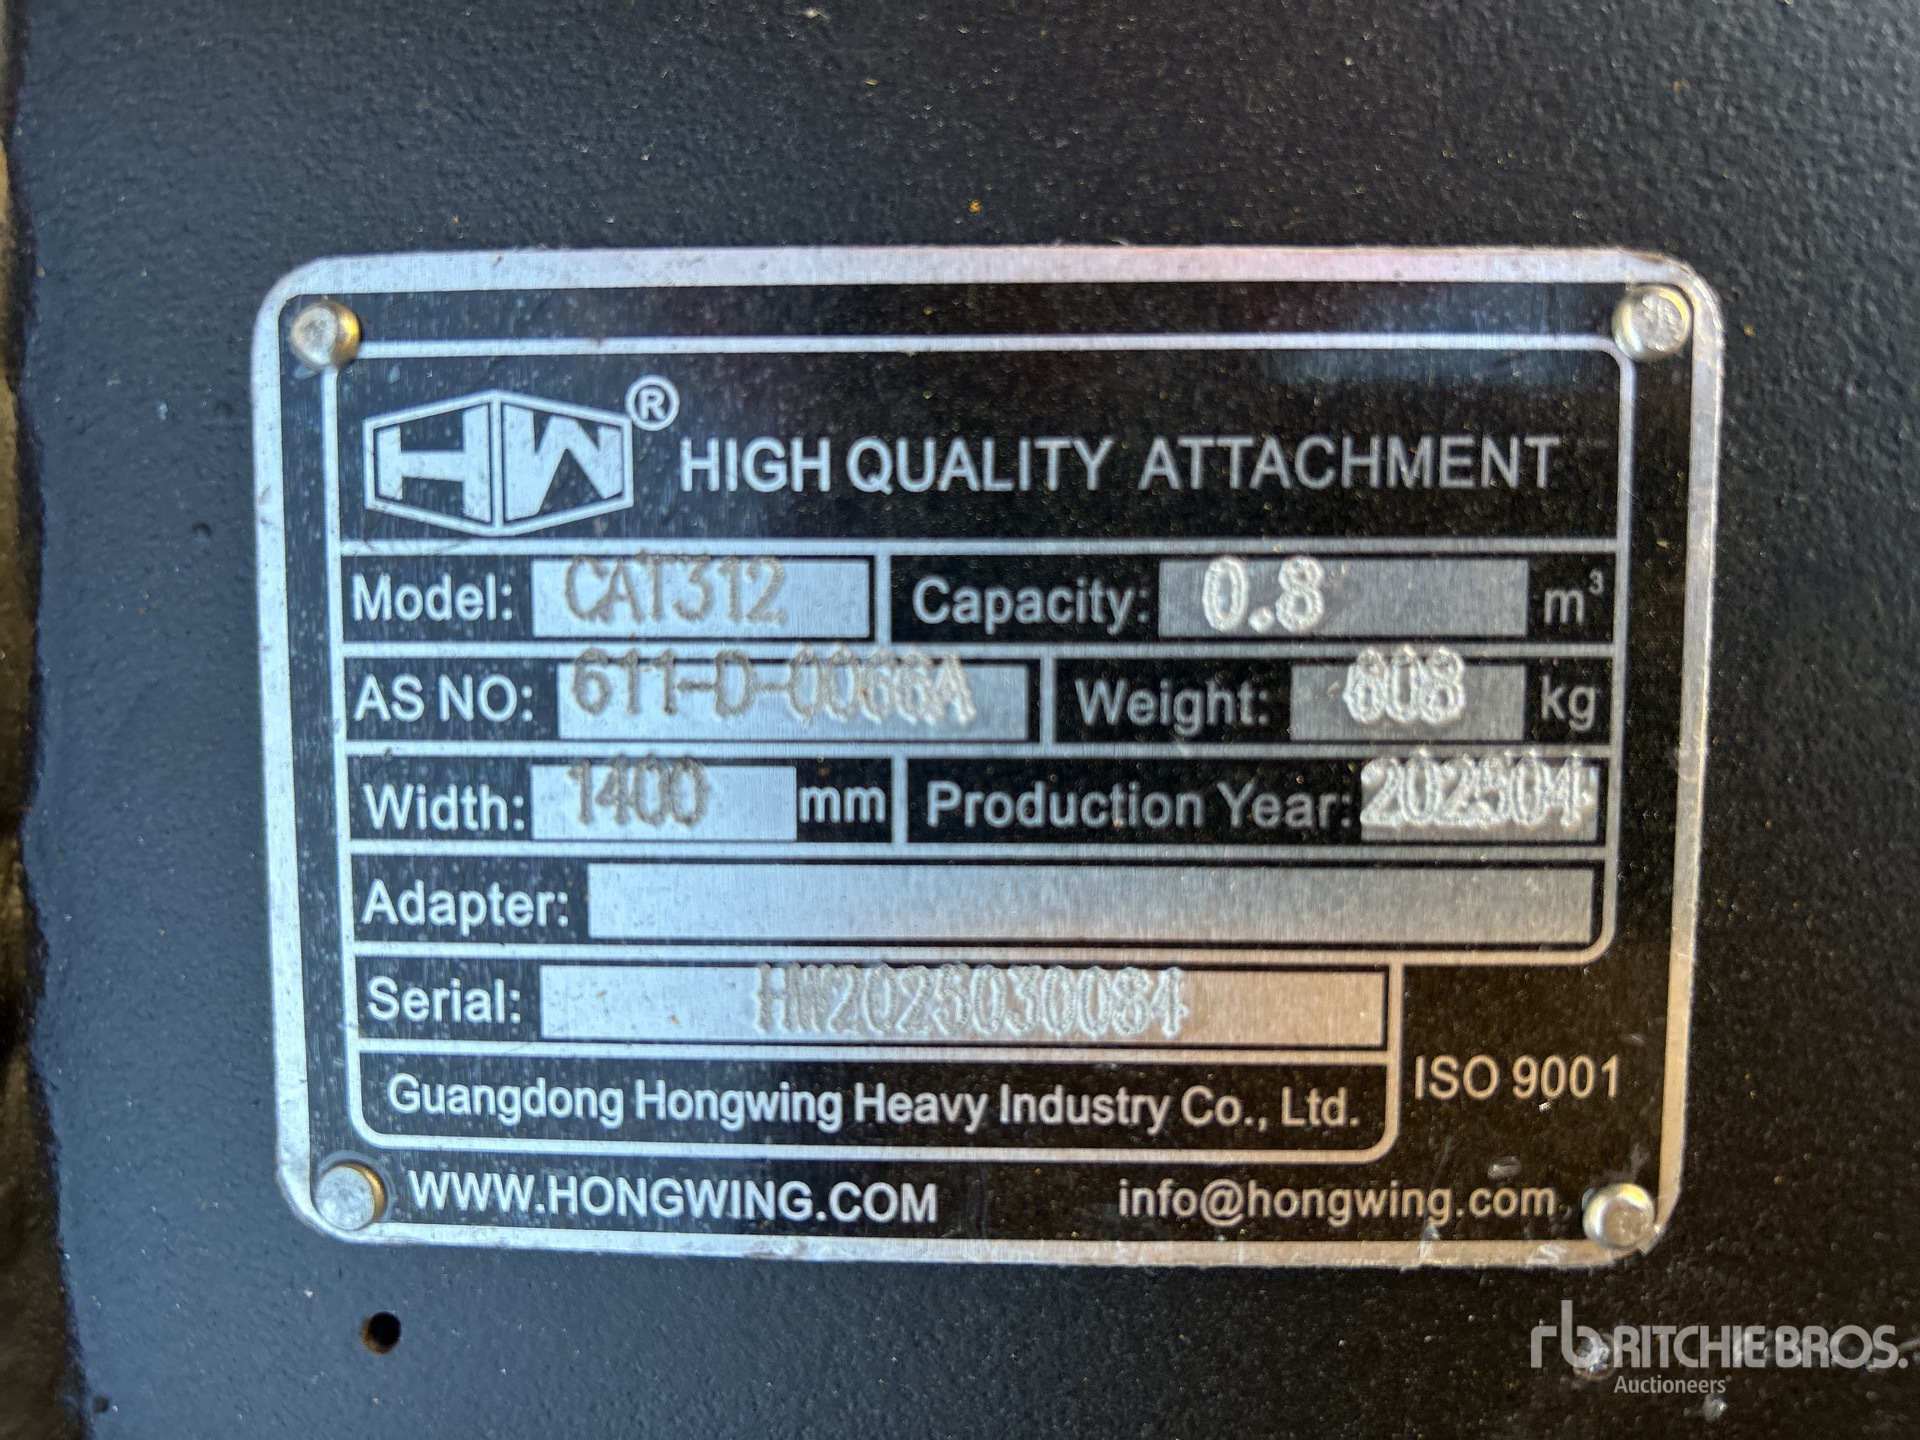 HW® HIGH QUALITY ATTACHMENT
Model: CAT312 Capacity: 0.8 m³
AS NO: 611-D-0066A Weight: 608 kg
Width: 1400 mm Production Year: 202504
Adapter:
Serial: HW2025030084
Guangdong Hongwing Heavy Industry Co., Ltd.
ISO 9001
WWW.HONGWING.COM info@hongwing.com
rb RITCHIE BROS.
Auctioneers